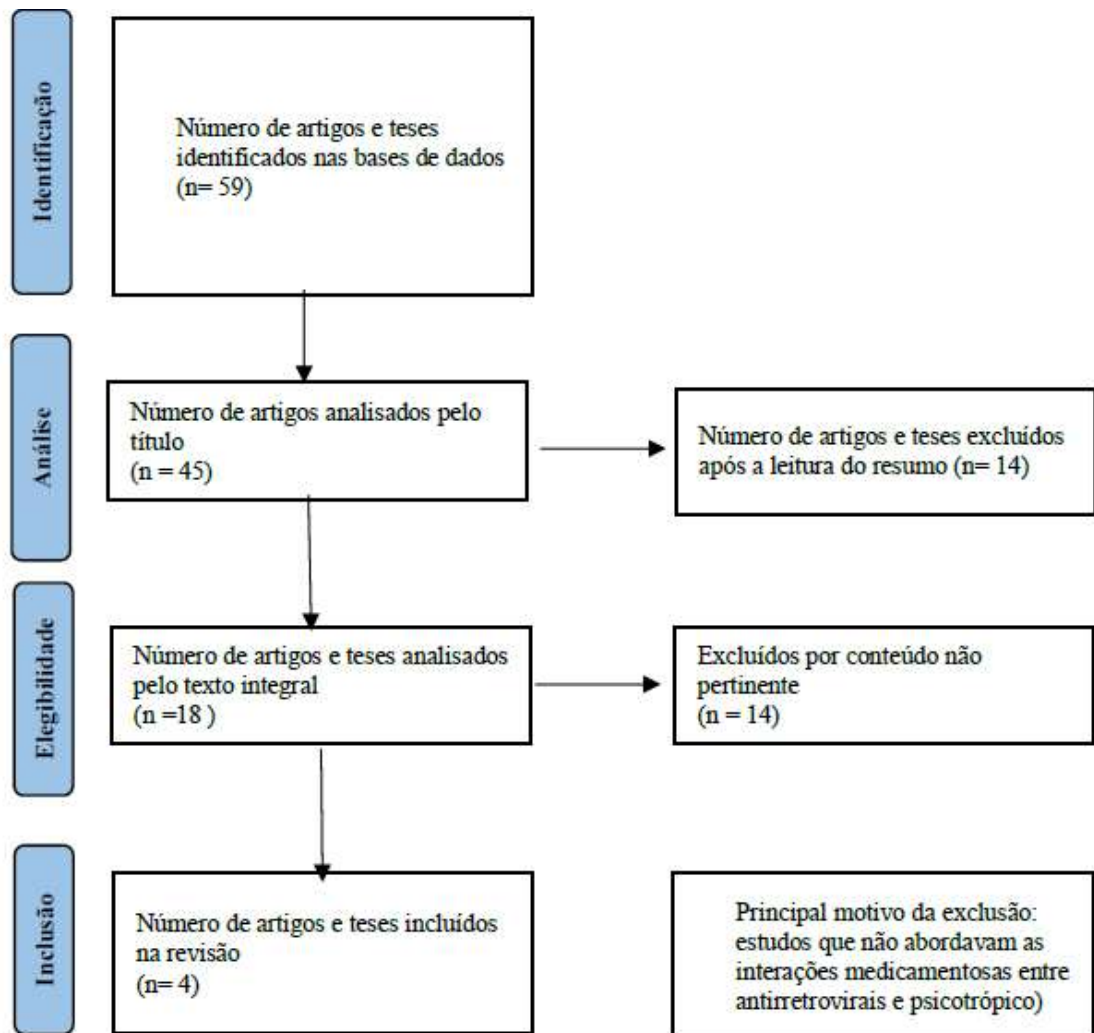 Identificação
Número de artigos e teses
identificados nas bases de dados
(n= 59)
Análise
Número de artigos analisados pelo
título
(n = 45)
Número de artigos e teses excluídos
após a leitura do resumo (n= 14)
Elegibilidade
Número de artigos e teses analisados
pelo texto integral
(n =18 )
Excluídos por conteúdo não
pertinente
(n = 14)
Inclusão
Número de artigos e teses incluídos
na revisão
(n= 4)
Principal motivo da exclusão:
estudos que não abordavam as
interações medicamentosas entre
antirretrovirais e psicotrópico)